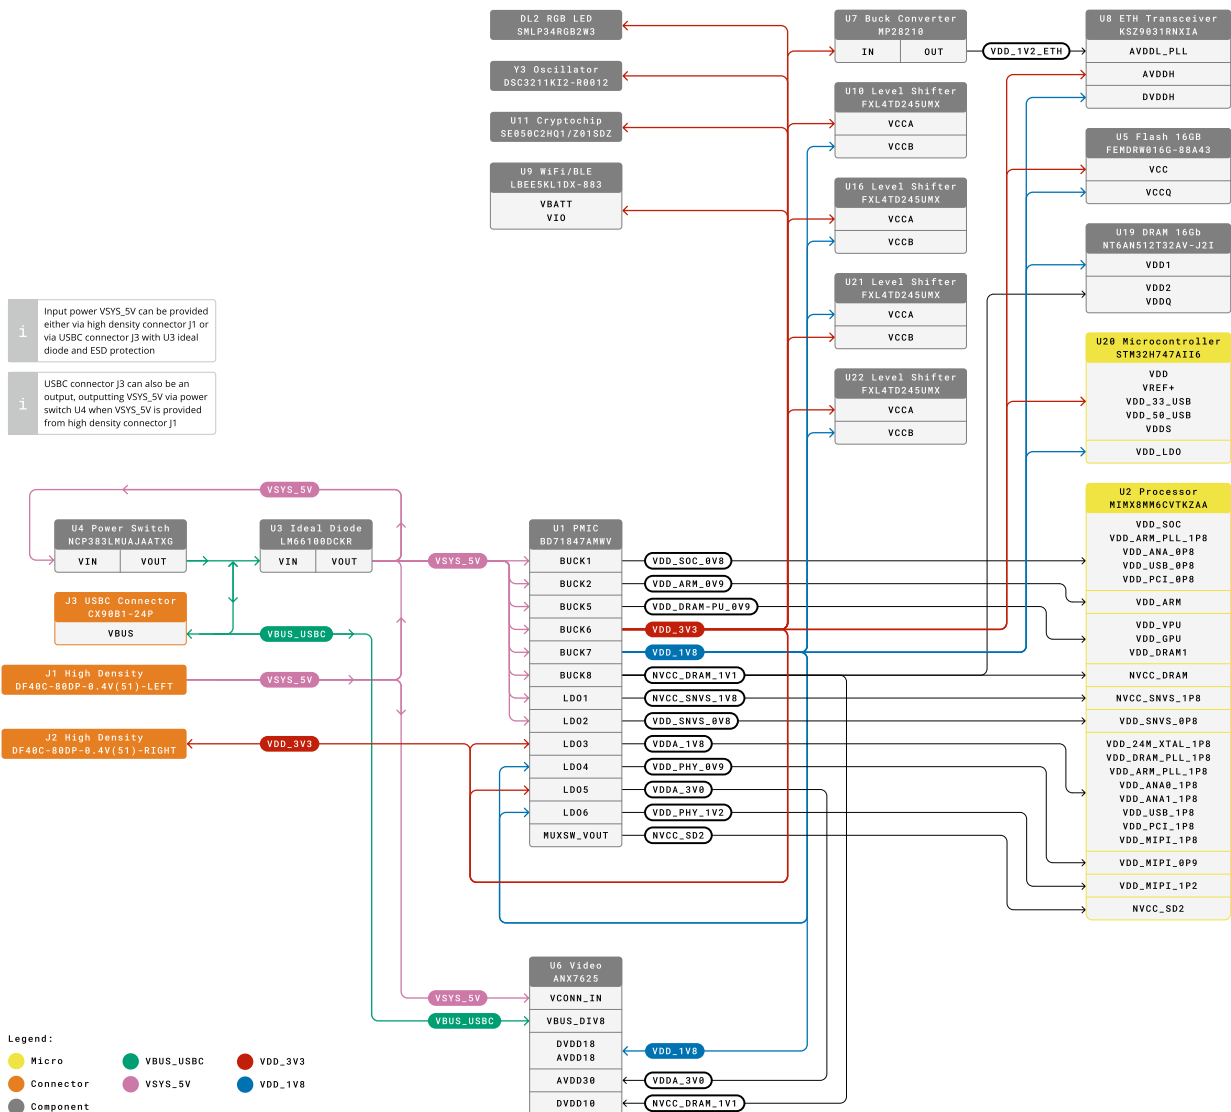 DL2 RGB LED
SMLP34RGB2W3
Y3 Oscillator
DSC3211KI2-R0012
U11 Cryptochip
SE050C2HQ1/Z01SDZ
U9 WiFi/BLE
LBEE5KL1DX-883
VBATT
VIO
U7 Buck Converter
MP28210
IN OUT
VDD_1V2_ETH
U10 Level Shifter
FXL4TD245UMX
VCCA
VCCB
U16 Level Shifter
FXL4TD245UMX
VCCA
VCCB
U21 Level Shifter
FXL4TD245UMX
VCCA
VCCB
U22 Level Shifter
FXL4TD245UMX
VCCA
VCCB
U8 ETH Transceiver
KSZ9031RNXIA
AVDDL_PLL
AVDDH
DVDDH
U5 Flash 16GB
FEMDRW016G-88A43
VCC
VCCQ
U19 DRAM 16Gb
NT6AN512T32AV-J2I
VDD1
VDD2
VDDQ
U20 Microcontroller
STM32H747AII6
VDD
VREF+
VDD_33_USB
VDD_50_USB
VDDS
VDD_LDO
U2 Processor
MIMX8MM6CVTKZAA
VDD_SOC
VDD_ARM_PLL_1P8
VDD_ANA_0P8
VDD_USB_0P8
VDD_PCI_0P8
VDD_ARM
VDD_VPU
VDD_GPU
VDD_DRAM1
NVCC_DRAM
NVCC_SNVS_1P8
VDD_SNVS_0P8
VDD_24M_XTAL_1P8
VDD_DRAM_PLL_1P8
VDD_ARM_PLL_1P8
VDD_ANA0_1P8
VDD_ANA1_1P8
VDD_USB_1P8
VDD_PCI_1P8
VDD_MIPI_1P8
VDD_MIPI_0P9
VDD_MIPI_1P2
NVCC_SD2
i
Input power VSYS_5V can be provided
either via high density connector J1 or
via USBC connector J3 with U3 ideal
diode and ESD protection
i
USBC connector J3 can also be an
output, outputting VSYS_5V via power
switch U4 when VSYS_5V is provided
from high density connector J1
VSYS_5V
U4 Power Switch
NCP383LMUAJAATXG
VIN VOUT
U3 Ideal Diode
LM66100DCKR
VIN VOUT
VSYS_5V
J3 USBC Connector
CX90B1-24P
VBUS
VBUS_USBC
J1 High Density
DF40C-80DP-0.4V(51)-LEFT
VSYS_5V
J2 High Density
DF40C-80DP-0.4V(51)-RIGHT
VDD_3V3
U1 PMIC
BD71847AMWV
BUCK1 VDD_SOC_0V8
BUCK2 VDD_ARM_0V9
BUCK5 VDD_DRAM-PU_0V9
BUCK6 VDD_3V3
BUCK7 VDD_1V8
BUCK8 NVCC_DRAM_1V1
LDO1 NVCC_SNVS_1V8
LDO2 VDD_SNVS_0V8
LDO3 VDDA_1V8
LDO4 VDD_PHY_0V9
LDO5 VDDA_3V0
LDO6 VDD_PHY_1V2
MUXSW_VOUT NVCC_SD2
U6 Video
ANX7625
VSYS_5V VCONN_IN
VBUS_USBC VBUS_DIV8
DVDD18
AVDD18
VDD_1V8
AVDD30 VDDA_3V0
DVDD10 NVCC_DRAM_1V1
Legend:
Micro VBUS_USBC VDD_3V3
Connector VSYS_5V VDD_1V8
Component